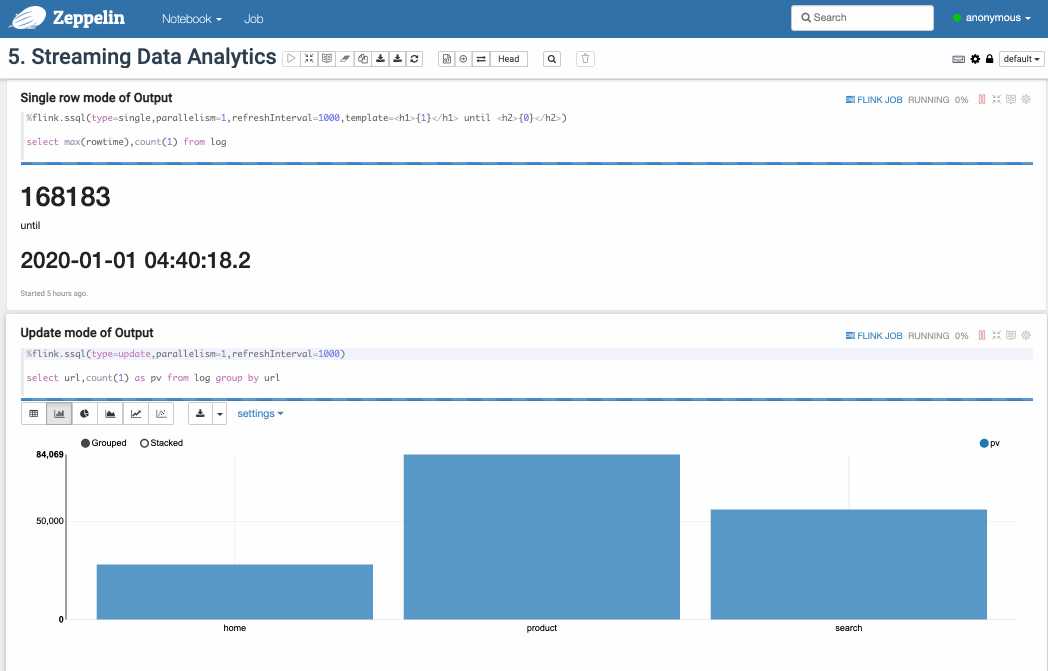 Zeppelin Notebook Job Search anonymous
5. Streaming Data Analytics Head default
Single row mode of Output FLINK JOB RUNNING 0%
%flink.ssql(type=single,parallelism=1,refreshInterval=1000,template=<h1>{1}</h1> until <h2>{0}</h2>)
select max(rowtime),count(1) from log
168183
until
2020-01-01 04:40:18.2
Started 5 hours ago.
Update mode of Output FLINK JOB RUNNING 0%
%flink.ssql(type=update,parallelism=1,refreshInterval=1000)
select url,count(1) as pv from log group by url
settings
Grouped Stacked pv
84,069
50,000
0
home product search